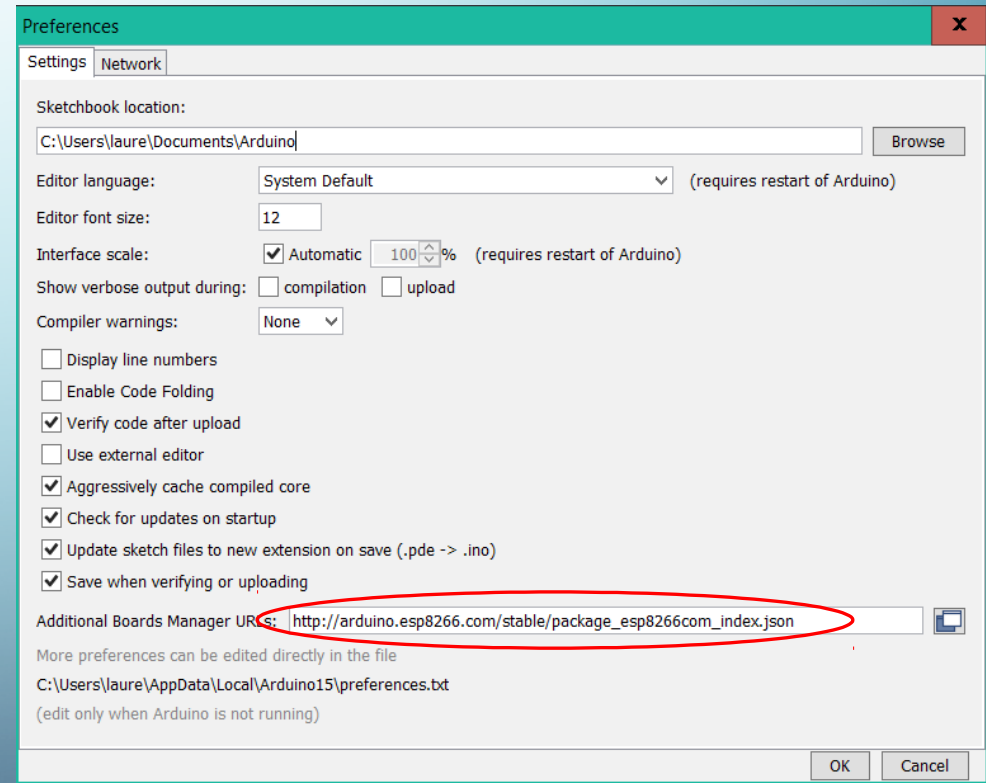 Preferences
x
Settings Network
Sketchbook location:
C:\Users\laure\Documents\Arduino Browse
Editor language: System Default (requires restart of Arduino)
Editor font size: 12
Interface scale: Automatic 100 % (requires restart of Arduino)
Show verbose output during: compilation upload
Compiler warnings: None
Display line numbers
Enable Code Folding
Verify code after upload
Use external editor
Aggressively cache compiled core
Check for updates on startup
Update sketch files to new extension on save (.pde -> .ino)
Save when verifying or uploading
Additional Boards Manager URLs: http://arduino.esp8266.com/stable/package_esp8266com_index.json
More preferences can be edited directly in the file
C:\Users\laure\AppData\Local\Arduino15\preferences.txt
(edit only when Arduino is not running)
OK Cancel